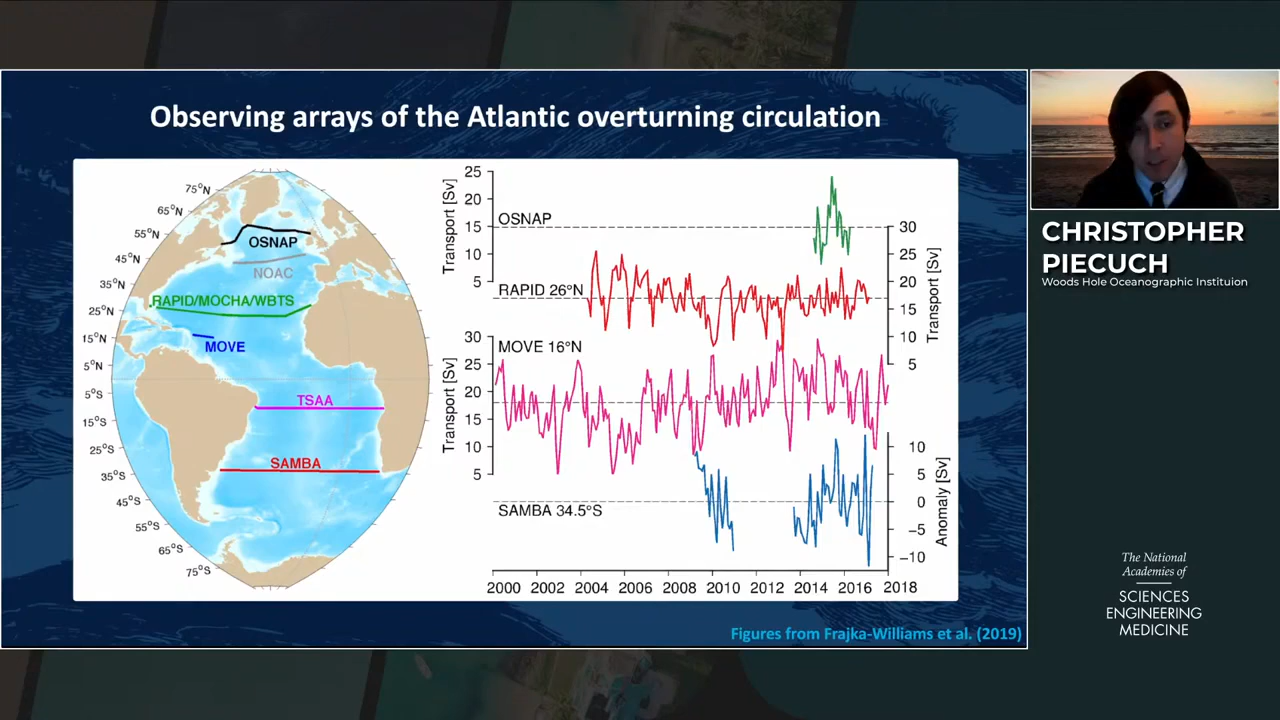 Observing arrays of the Atlantic overturning circulation
75°N
65°N
55°N
45°N
35°N
25°N
15°N
5°N
5°S
15°S
25°S
35°S
45°S
55°S
65°S
75°S
OSNAP
NOAC
RAPID/MOCHA/WBTS
MOVE
TSAA
SAMBA
Transport [Sv]
25
20
15
10
5
OSNAP
30
25
20
15
10
5
Transport [Sv]
RAPID 26°N
Transport [Sv]
30
25
20
15
10
5
MOVE 16°N
10
5
0
−5
−10
Anomaly [Sv]
SAMBA 34.5°S
2000 2002 2004 2006 2008 2010 2012 2014 2016 2018
Figures from Frajka-Williams et al. (2019)
CHRISTOPHER
PIECUCH
Woods Hole Oceanographic Instituion
The National
Academies of
SCIENCES
ENGINEERING
MEDICINE